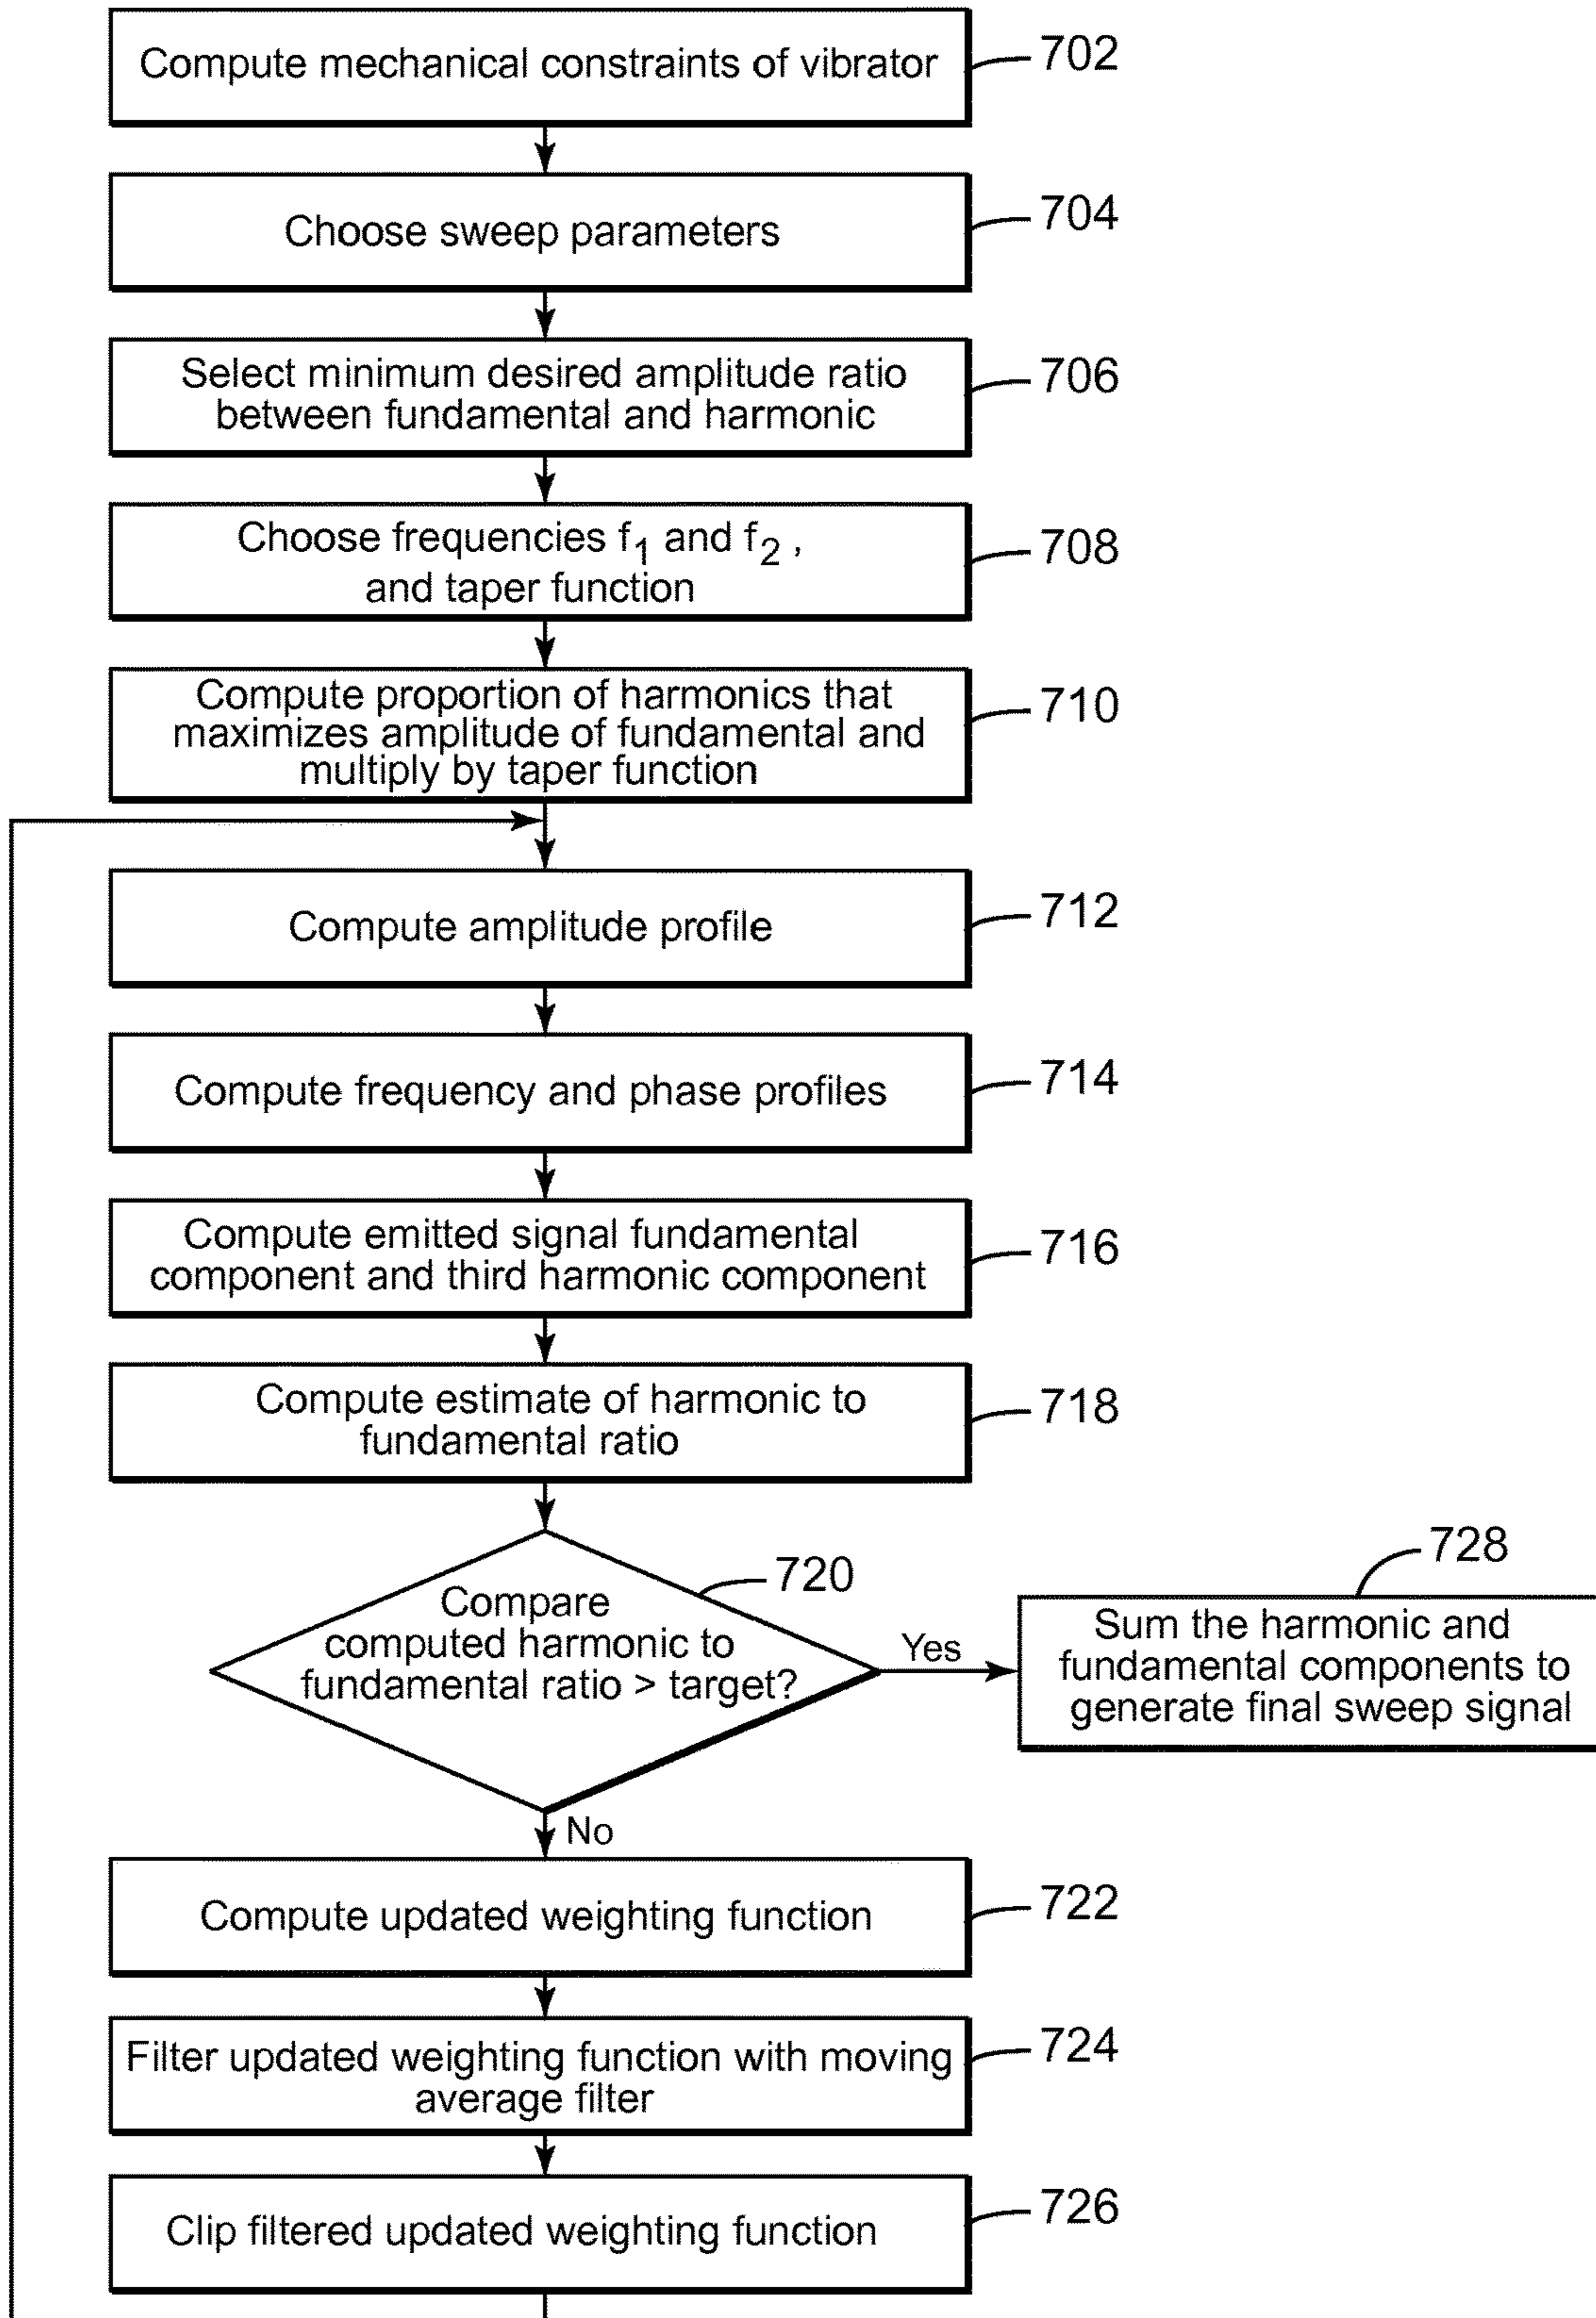 Compute mechanical constraints of vibrator
702
Choose sweep parameters
704
Select minimum desired amplitude ratio
between fundamental and harmonic
706
Choose frequencies f1 and f2 ,
and taper function
708
Compute proportion of harmonics that
maximizes amplitude of fundamental and
multiply by taper function
710
Compute amplitude profile
712
Compute frequency and phase profiles
714
Compute emitted signal fundamental
component and third harmonic component
716
Compute estimate of harmonic to
fundamental ratio
718
Compare
computed harmonic to
fundamental ratio > target?
720
Yes
Sum the harmonic and
fundamental components to
generate final sweep signal
728
No
Compute updated weighting function
722
Filter updated weighting function with moving
average filter
724
Clip filtered updated weighting function
726